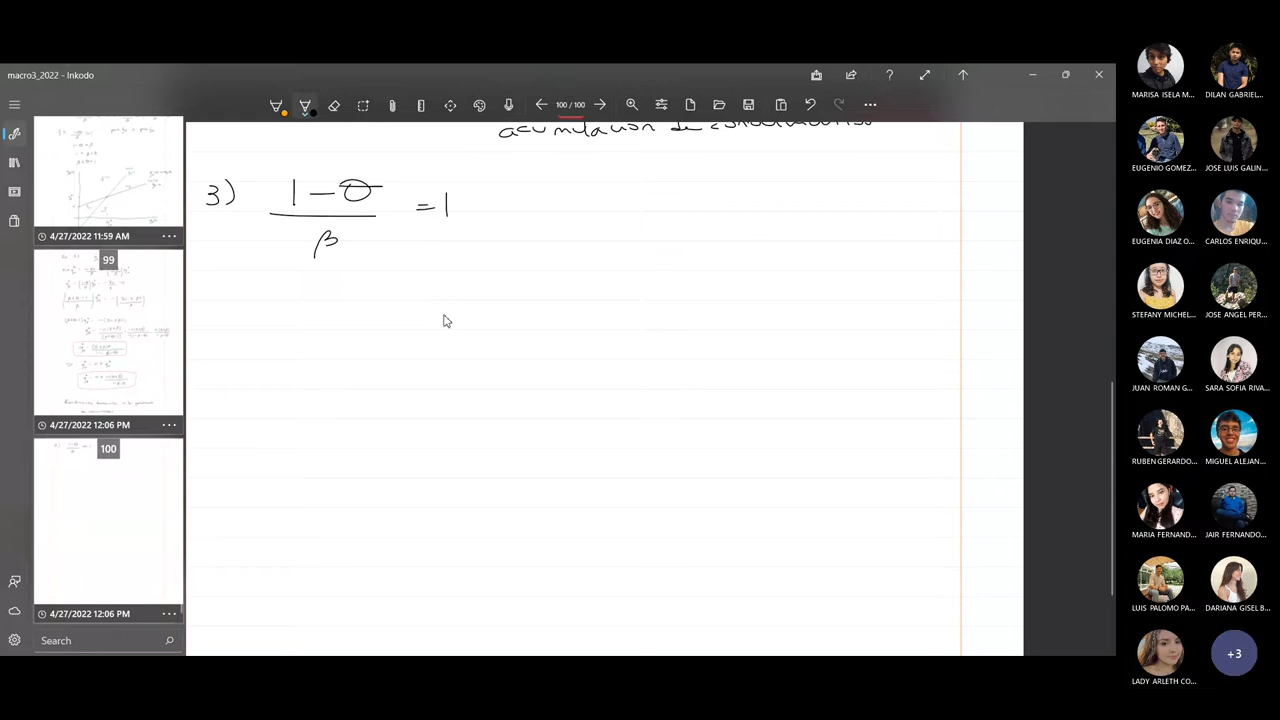 macro3_2022 - Inkodo
100 / 100
acumulación de conocimientos
3) 1 - θ = 1
β
4/27/2022 11:59 AM
99
4/27/2022 12:06 PM
100
4/27/2022 12:06 PM
Search
MARISA ISELA M...
DILAN GABRIEL...
EUGENIO GOMEZ...
JOSE LUIS GALIN...
EUGENIA DIAZ O...
CARLOS ENRIQU...
STEFANY MICHEL...
JOSE ANGEL PER...
JUAN ROMAN G...
SARA SOFIA RIVA...
RUBEN GERARDO...
MIGUEL ALEJAN...
MARIA FERNAND...
JAIR FERNANDO...
LUIS PALOMO PA...
DARIANA GISEL B...
LADY ARLETH CO...
+3